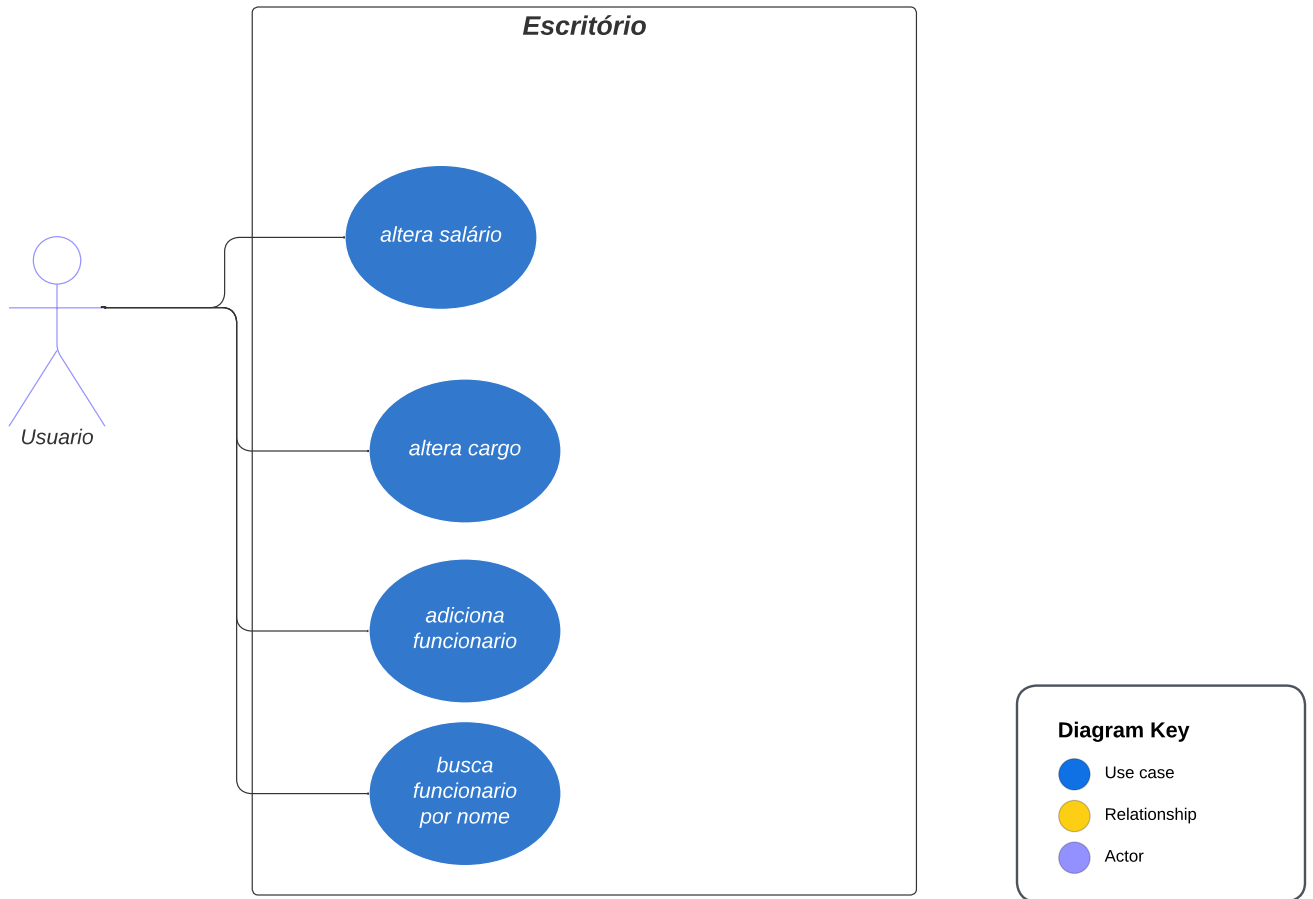 Escritório
altera salário
Usuario
altera cargo
adiciona
funcionario
busca
funcionario
por nome
Diagram Key
Use case
Relationship
Actor